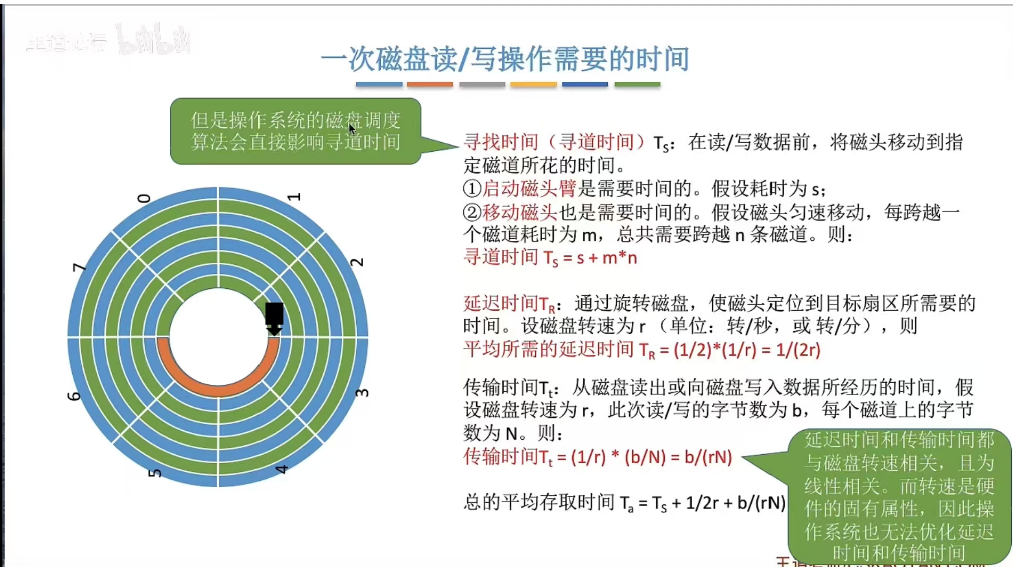 bilibili
一次磁盘读/写操作需要的时间
但是操作系统的磁盘调度
算法会直接影响寻道时间
寻找时间（寻道时间）TS：在读/写数据前，将磁头移动到指
定磁道所花的时间。
①启动磁头臂是需要时间的。假设耗时为 s；
②移动磁头也是需要时间的。假设磁头匀速移动，每跨越一
个磁道耗时为 m，总共需要跨越 n 条磁道。则：
寻道时间 TS = s + m*n
延迟时间TR：通过旋转磁盘，使磁头定位到目标扇区所需要的
时间。设磁盘转速为 r （单位：转/秒，或 转/分），则
平均所需的延迟时间 TR = (1/2)*(1/r) = 1/(2r)
传输时间Tt：从磁盘读出或向磁盘写入数据所经历的时间，假
设磁盘转速为 r，此次读/写的字节数为 b，每个磁道上的字节
数为 N。则：
传输时间Tt = (1/r) * (b/N) = b/(rN)
总的平均存取时间 Ta = TS + 1/2r + b/(rN)
延迟时间和传输时间都
与磁盘转速相关，且为
线性相关。而转速是硬
件的固有属性，因此操
作系统也无法优化延迟
时间和传输时间
0
1
2
3
4
5
6
7